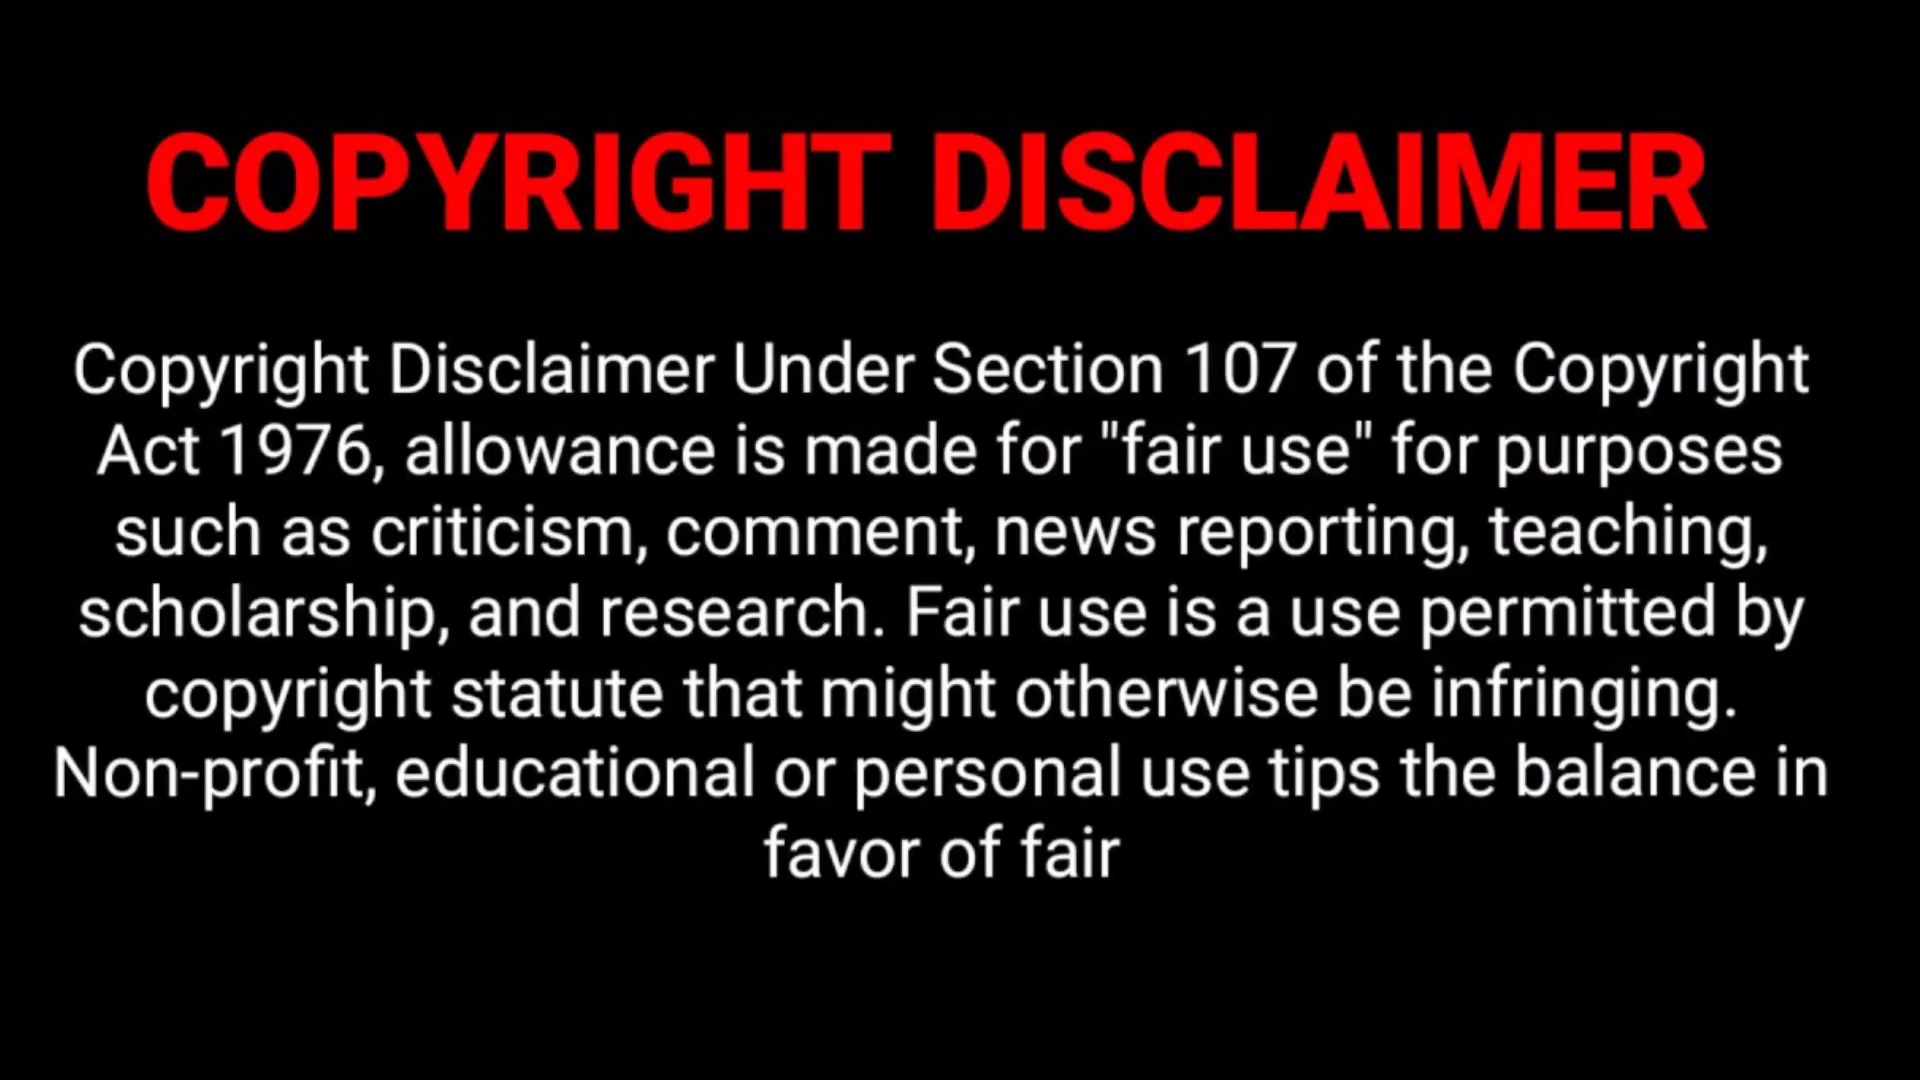 COPYRIGHT DISCLAIMER
Copyright Disclaimer Under Section 107 of the Copyright
Act 1976, allowance is made for "fair use" for purposes
such as criticism, comment, news reporting, teaching,
scholarship, and research. Fair use is a use permitted by
copyright statute that might otherwise be infringing.
Non-profit, educational or personal use tips the balance in
favor of fair